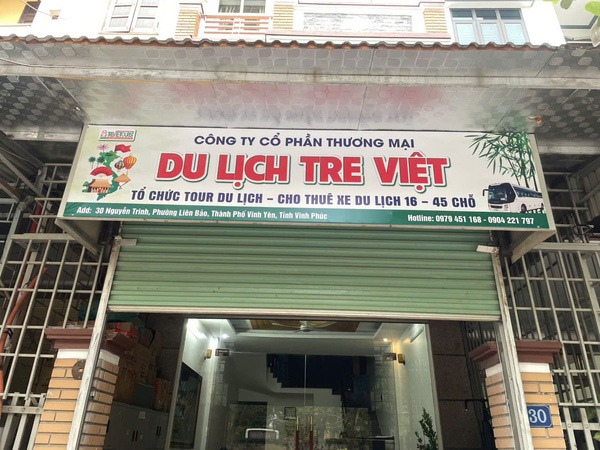 CÔNG TY CỔ PHẦN THƯƠNG MẠI
DU LỊCH TRE VIỆT
TỔ CHỨC TOUR DU LỊCH - CHO THUÊ XE DU LỊCH 16 - 45 CHỖ
Add: 30 Nguyễn Trinh, Phường Liên Bảo, Thành Phố Vĩnh Yên, Tỉnh Vĩnh Phúc
Hotline: 0979 451 168 - 0904 221 797
30